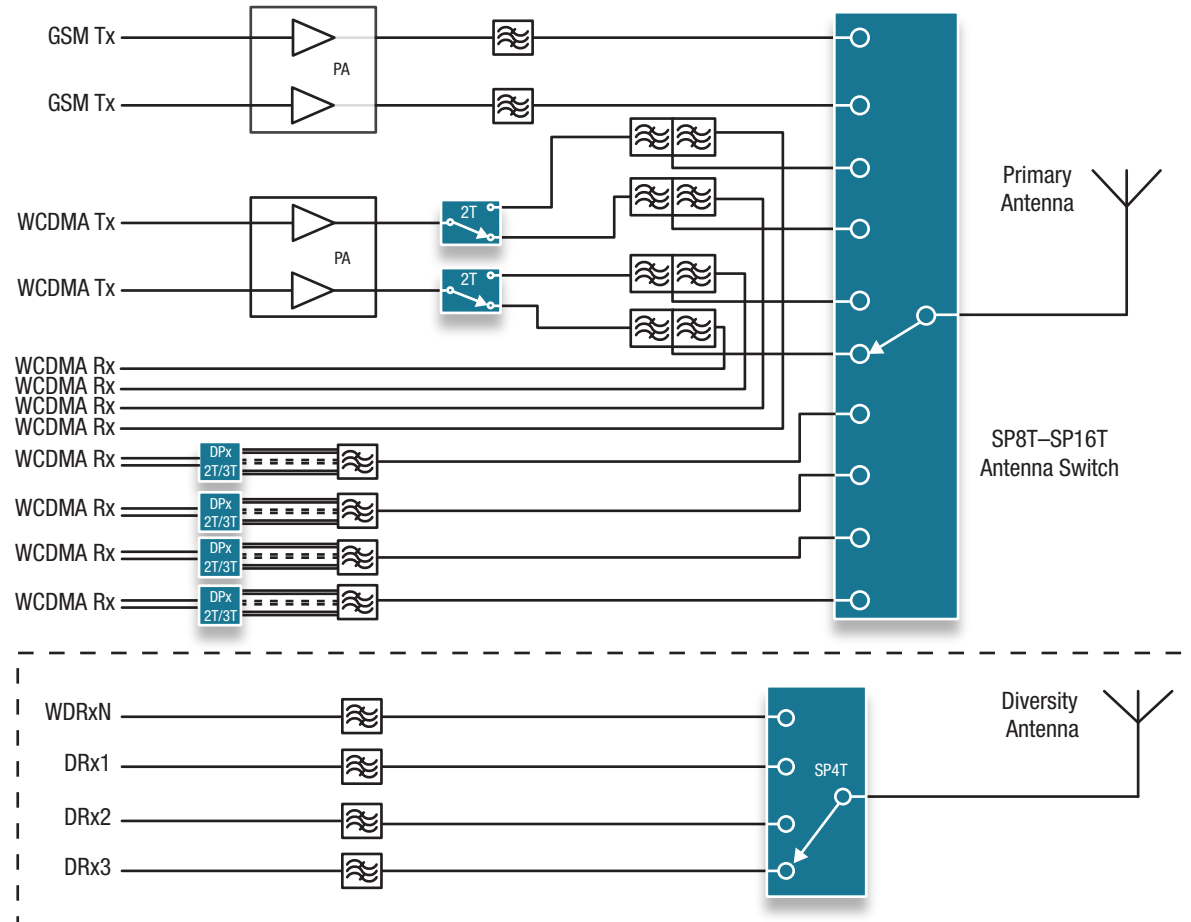 GSM Tx
PA
GSM Tx
Primary
Antenna
WCDMA Tx
2T
PA
WCDMA Tx
2T
WCDMA Rx
WCDMA Rx
WCDMA Rx
WCDMA Rx
SP8T–SP16T
Antenna Switch
WCDMA Rx
DPx
2T/3T
WCDMA Rx
DPx
2T/3T
WCDMA Rx
DPx
2T/3T
WCDMA Rx
DPx
2T/3T
WDRxN
Diversity
Antenna
DRx1
SP4T
DRx2
DRx3